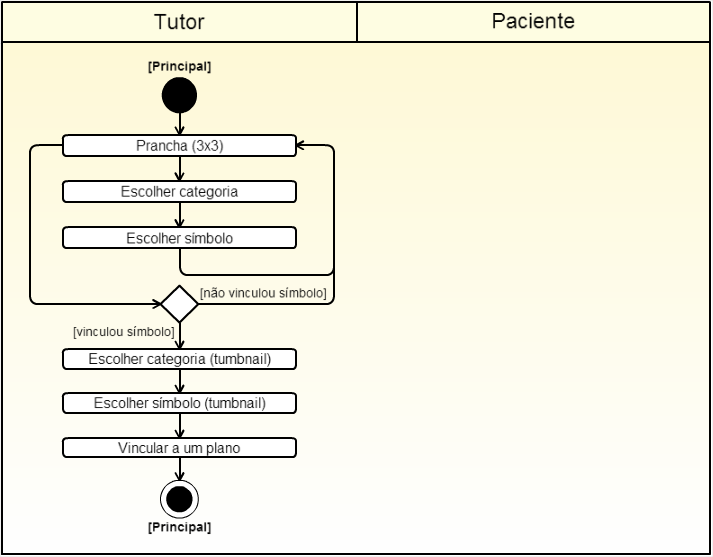 Tutor
Paciente
[Principal]
Prancha (3x3)
Escolher categoria
Escolher símbolo
[não vinculou símbolo]
[vinculou símbolo]
Escolher categoria (tumbnail)
Escolher símbolo (tumbnail)
Vincular a um plano
[Principal]